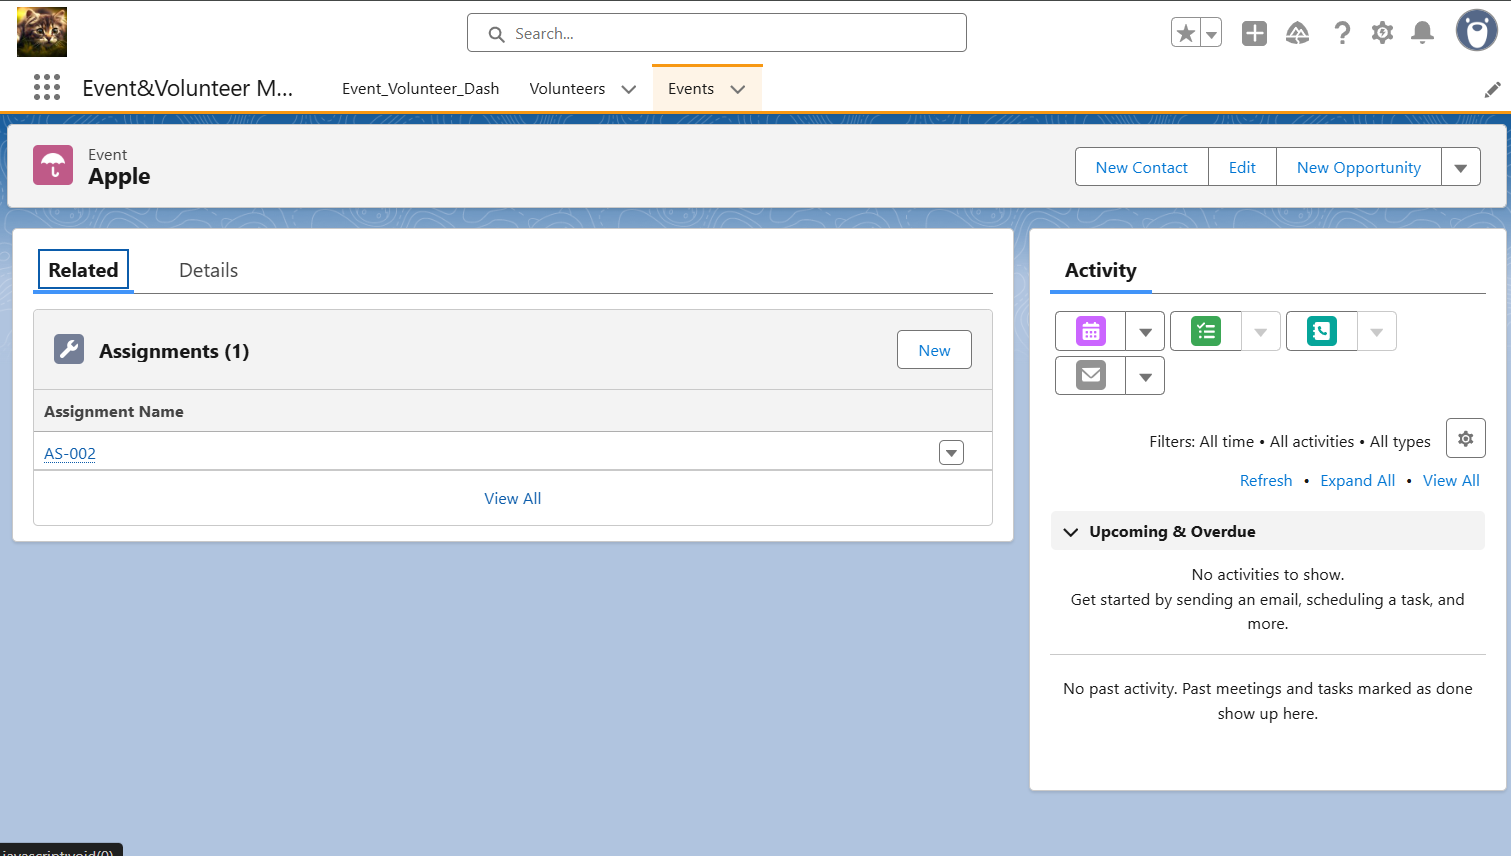 Search...
Event&Volunteer M...
Event_Volunteer_Dash
Volunteers
Events
Event
Apple
New Contact
Edit
New Opportunity
Related
Details
Assignments (1)
New
Assignment Name
AS-002
View All
Activity
Filters: All time • All activities • All types
Refresh • Expand All • View All
Upcoming & Overdue
No activities to show.
Get started by sending an email, scheduling a task, and
more.
No past activity. Past meetings and tasks marked as done
show up here.
javascript:void(0)